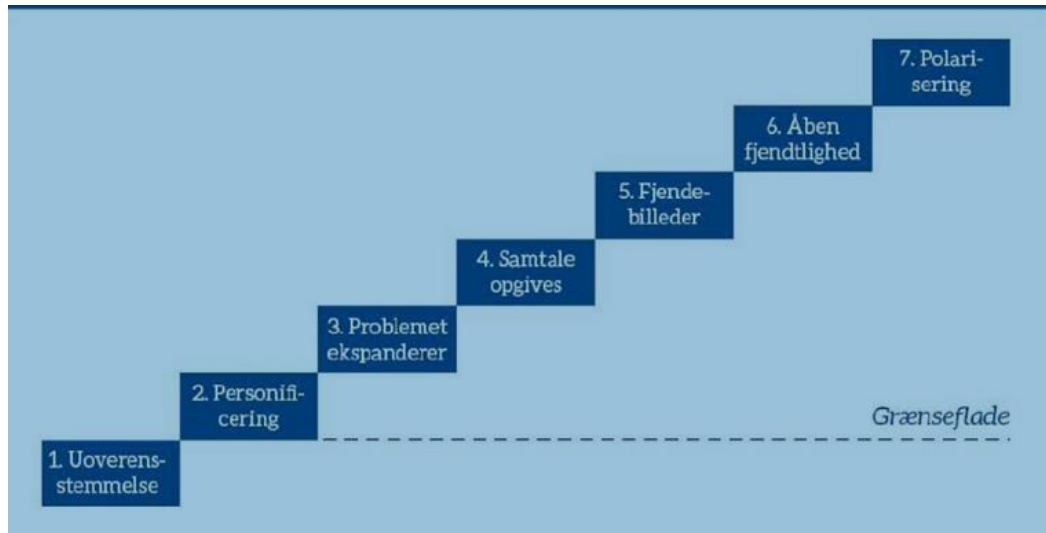 1. Uoverens-
stemmelse
2. Personifi-
cering
3. Problemet
ekspanderer
4. Samtale
opgives
5. Fjende-
billeder
6. Åben
fjendtlighed
7. Polari-
sering
Grænseflade